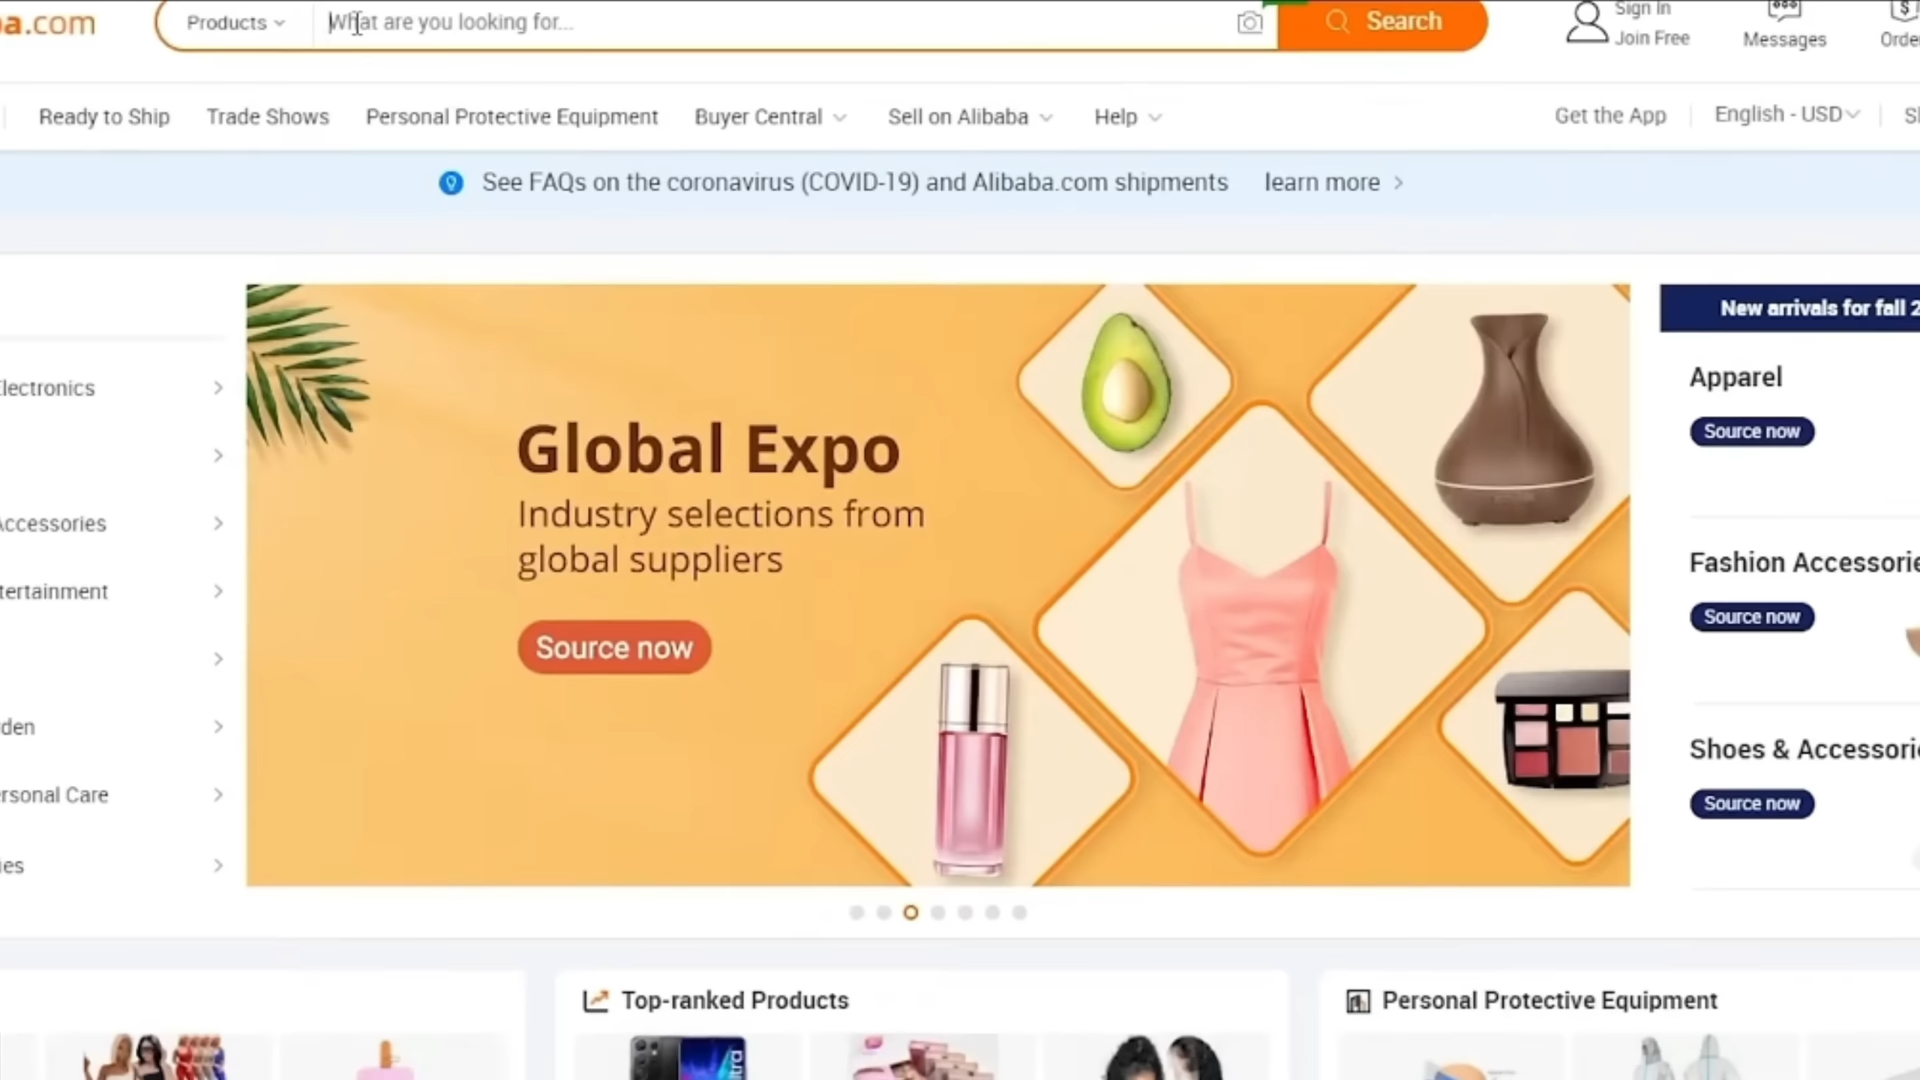 a.com
Products
What are you looking for...
Search
Sign In
Join Free
Messages
Ready to Ship
Trade Shows
Personal Protective Equipment
Buyer Central
Sell on Alibaba
Help
Get the App
English - USD
See FAQs on the coronavirus (COVID-19) and Alibaba.com shipments
learn more
Electronics
Accessories
tertainment
den
rsonal Care
ies
Global Expo
Industry selections from
global suppliers
Source now
New arrivals for fall 2
Apparel
Source now
Fashion Accessorie
Source now
Shoes & Accessori
Source now
Top-ranked Products
Personal Protective Equipment